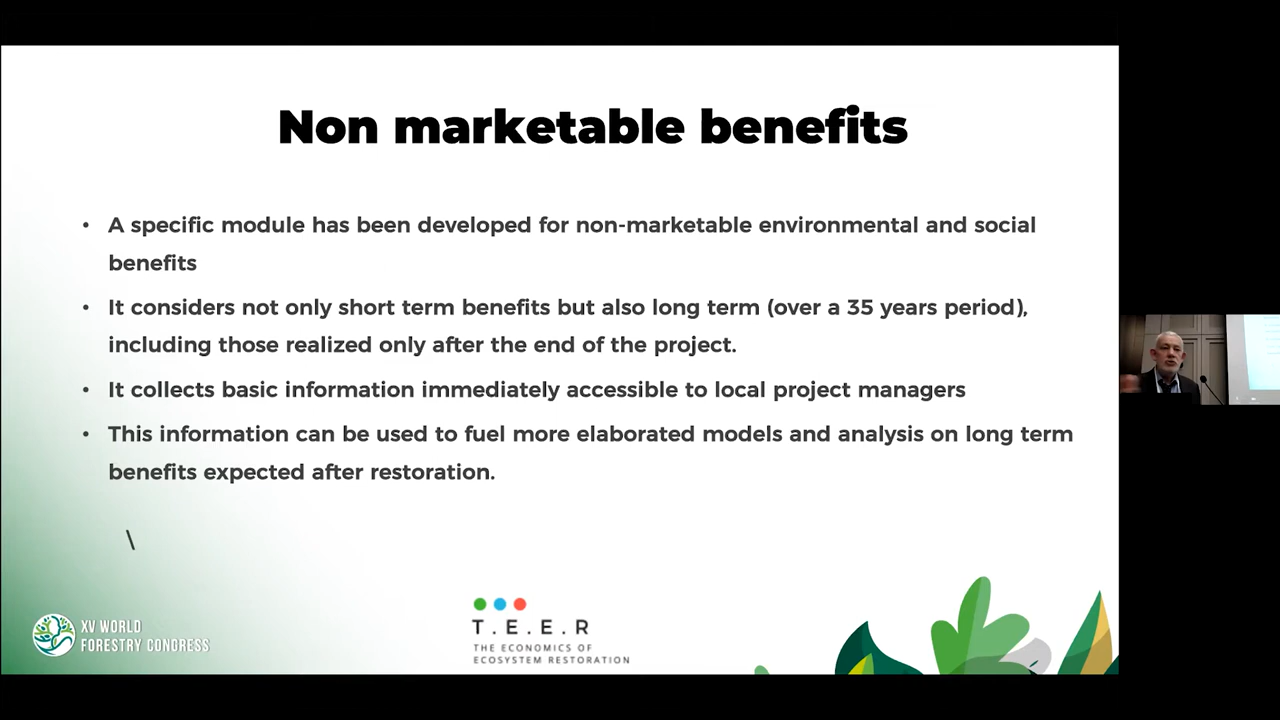 Non marketable benefits
• A specific module has been developed for non-marketable environmental and social
benefits
• It considers not only short term benefits but also long term (over a 35 years period),
including those realized only after the end of the project.
• It collects basic information immediately accessible to local project managers
• This information can be used to fuel more elaborated models and analysis on long term
benefits expected after restoration.
\
XV WORLD
FORESTRY CONGRESS
T.E.E.R
THE ECONOMICS OF
ECOSYSTEM RESTORATION